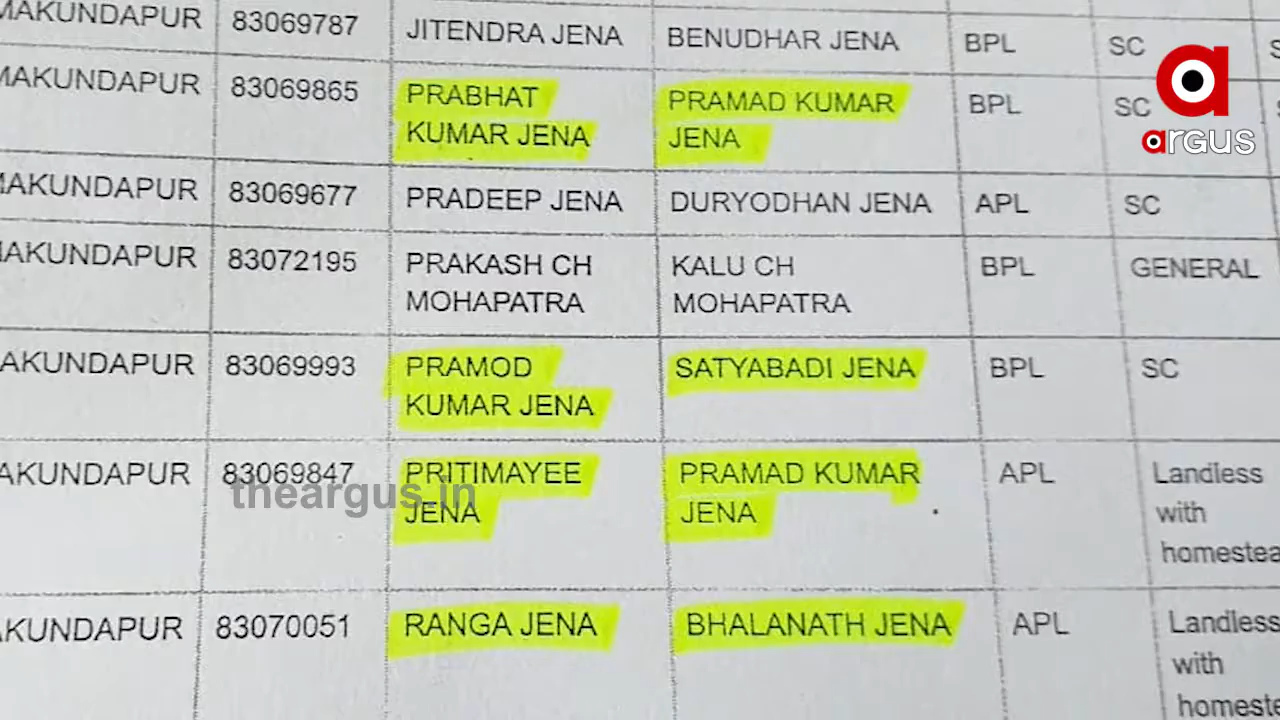 MAKUNDAPUR 83069787 JITENDRA JENA BENUDHAR JENA BPL SC
MAKUNDAPUR 83069865 PRABHAT PRAMAD KUMAR BPL SC
KUMAR JENA JENA
argus
MAKUNDAPUR 83069677 PRADEEP JENA DURYODHAN JENA APL SC
MAKUNDAPUR 83072195 PRAKASH CH KALU CH BPL GENERAL
MOHAPATRA MOHAPATRA
AKUNDAPUR 83069993 PRAMOD SATYABADI JENA BPL SC
KUMAR JENA
AKUNDAPUR 83069847 PRITIMAYEE PRAMAD KUMAR APL Landless
theargus.in
JENA JENA with
homestea
AKUNDAPUR 83070051 RANGA JENA BHALANATH JENA APL Landless
with
homeste